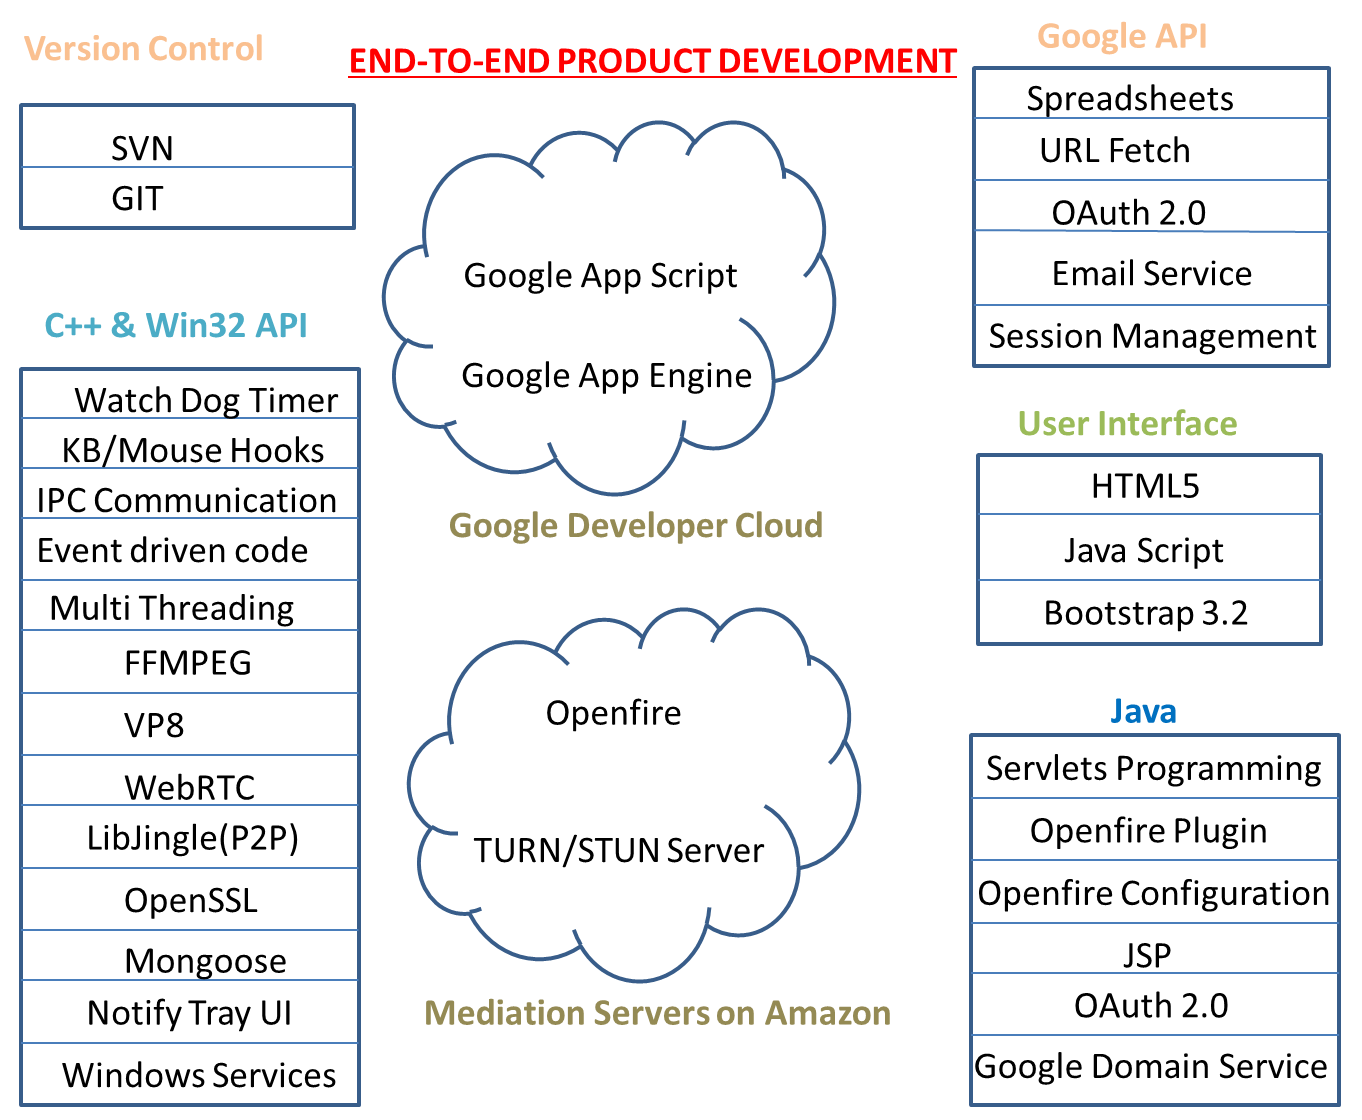 Version Control
SVN
GIT
C++ & Win32 API
Watch Dog Timer
KB/Mouse Hooks
IPC Communication
Event driven code
Multi Threading
FFMPEG
VP8
WebRTC
LibJingle(P2P)
OpenSSL
Mongoose
Notify Tray UI
Windows Services
END-TO-END PRODUCT DEVELOPMENT
Google App Script
Google App Engine
Google Developer Cloud
Openfire
TURN/STUN Server
Mediation Servers on Amazon
Google API
Spreadsheets
URL Fetch
OAuth 2.0
Email Service
Session Management
User Interface
HTML5
Java Script
Bootstrap 3.2
Java
Servlets Programming
Openfire Plugin
Openfire Configuration
JSP
OAuth 2.0
Google Domain Service